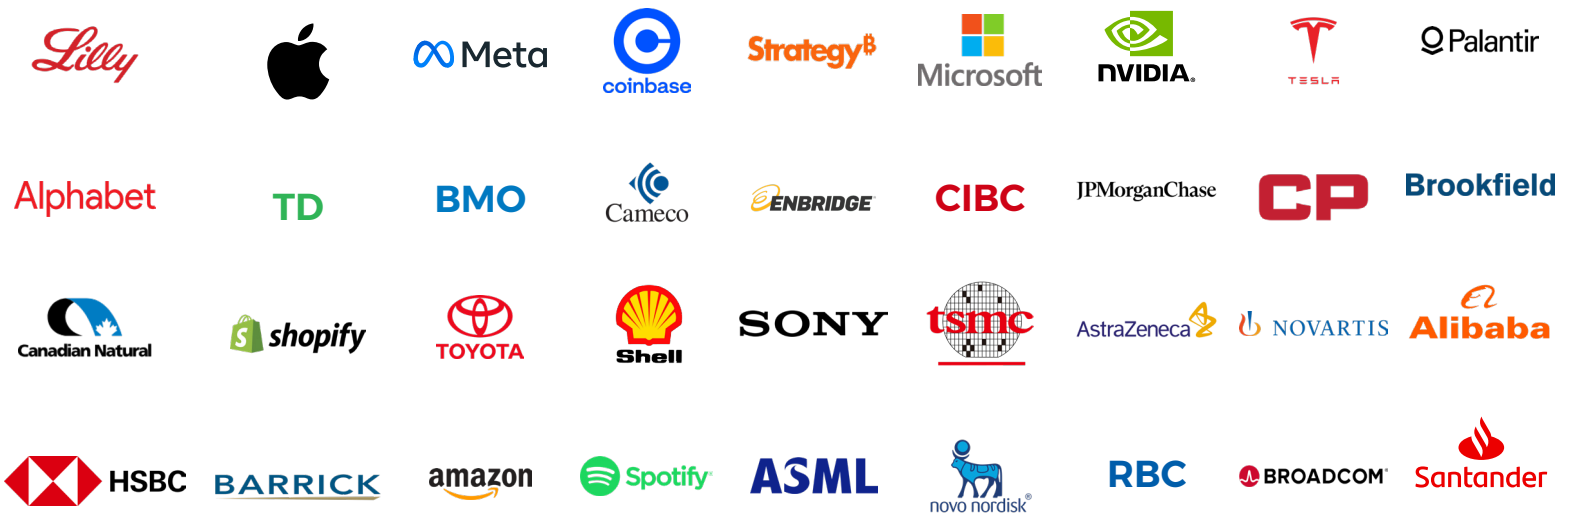 Lilly
Meta
coinbase
Strategy₿
Microsoft
NVIDIA®
TESLA
Palantir
Alphabet
TD
BMO
Cameco
ENBRIDGE
CIBC
JPMorganChase
CP
Brookfield
Canadian Natural
shopify
TOYOTA
Shell
SONY
tsmc
AstraZeneca
NOVARTIS
Alibaba
HSBC
BARRICK
amazon
Spotify®
ASML
novo nordisk®
RBC
BROADCOM®
Santander